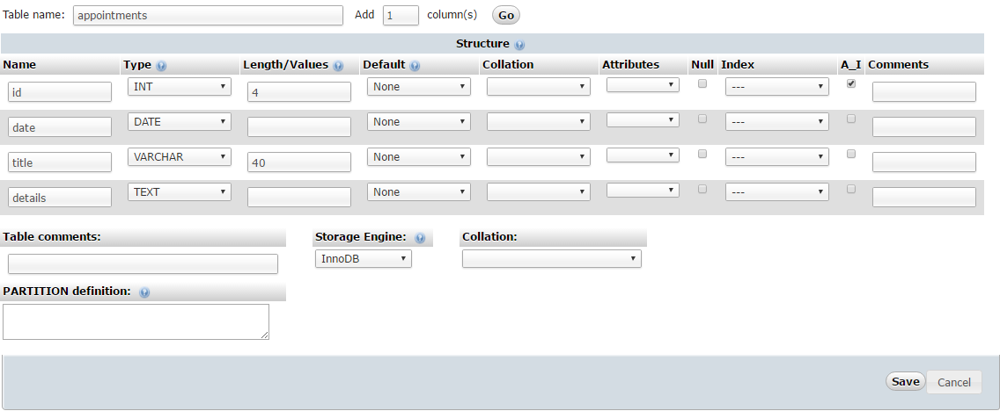 Table name: appointments Add 1 column(s) Go
Structure
Name Type Length/Values Default Collation Attributes Null Index A_I Comments
id INT 4 None ---
date DATE None ---
title VARCHAR 40 None ---
details TEXT None ---
Table comments: Storage Engine: Collation:
InnoDB
PARTITION definition:
Save Cancel